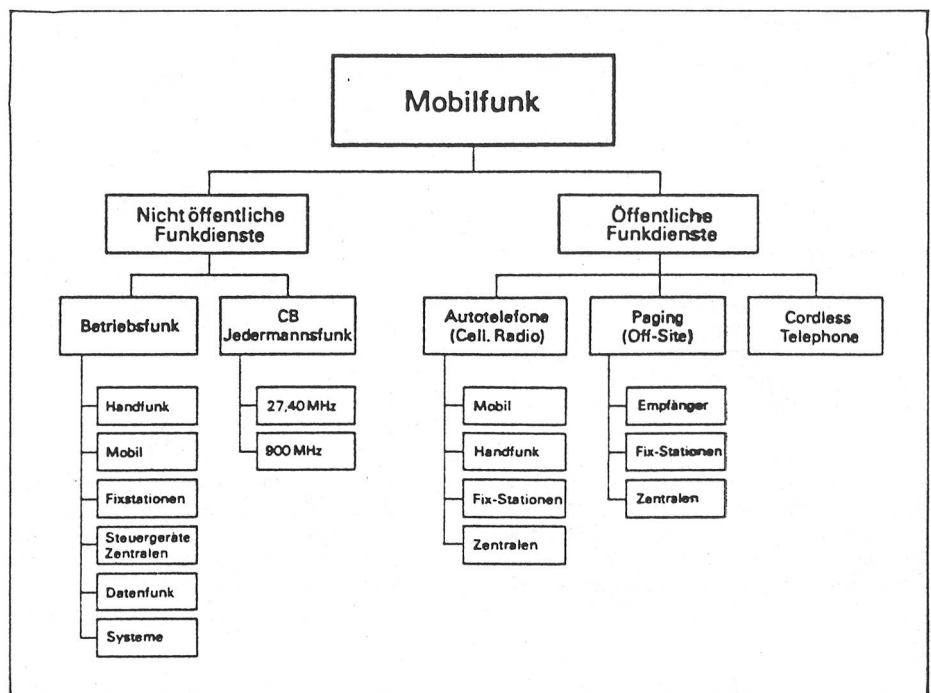 Mobilfunk
Nicht öffentliche
Funkdienste
Öffentliche
Funkdienste
Betriebsfunk
CB
Jedermannsfunk
Autotelefone
(Cell. Radio)
Paging
(Off-Site)
Cordless
Telephone
Handfunk
Mobil
Fixstationen
Steuergeräte
Zentralen
Datenfunk
Systeme
27,40 MHz
900 MHz
Mobil
Handfunk
Fix-Stationen
Zentralen
Empfänger
Fix-Stationen
Zentralen